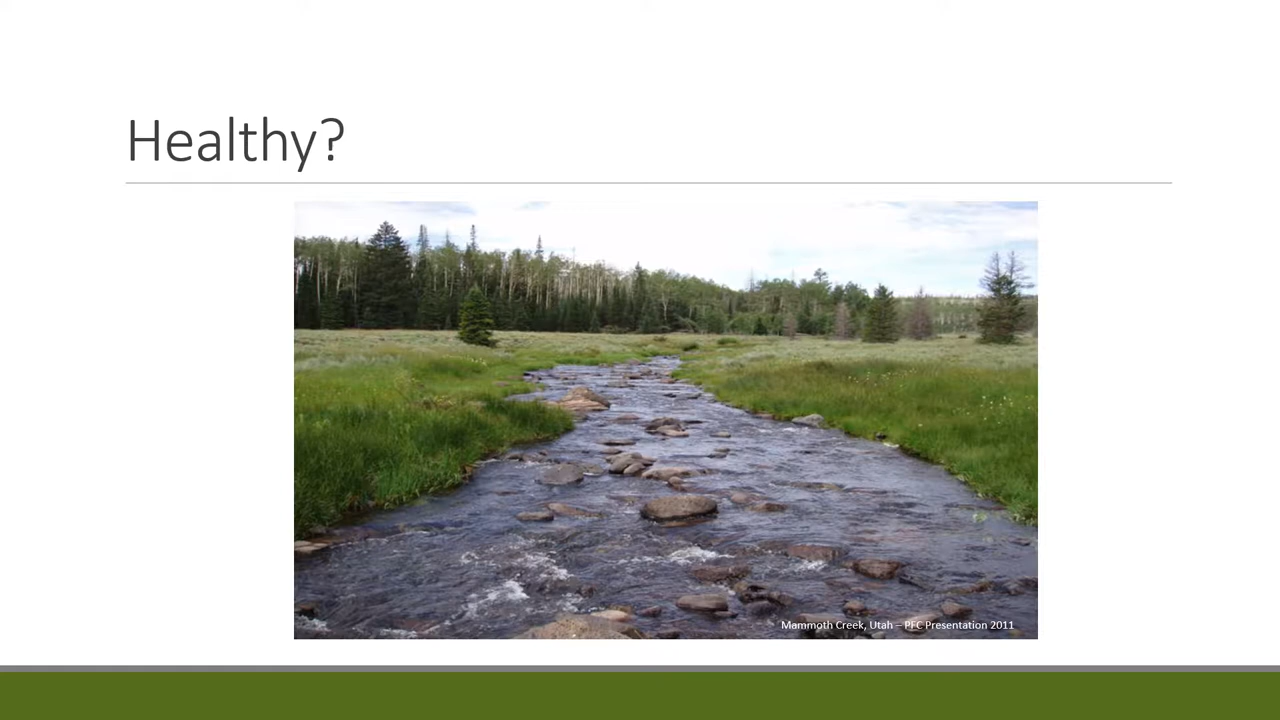 Healthy?
Mammoth Creek, Utah – PFC Presentation 2011